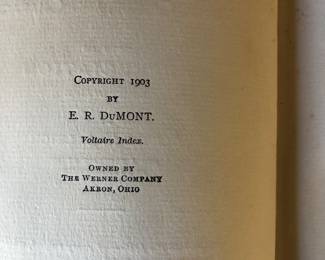 COPYRIGHT 1903
BY
E. R. DUMONT.
Voltaire Index.
OWNED BY
THE WERNER COMPANY
AKRON, OHIO